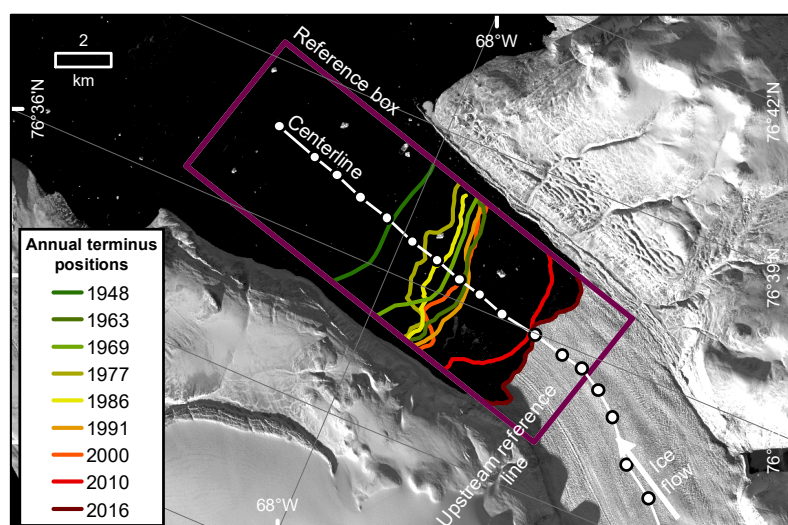 2
km
68°W
Reference box
76°36'N
76°42'N
Centerline
Annual terminus
positions
1948
1963
1969
1977
1986
1991
2000
2010
2016
76°39'N
Upstream reference
line
Ice
flow
68°W